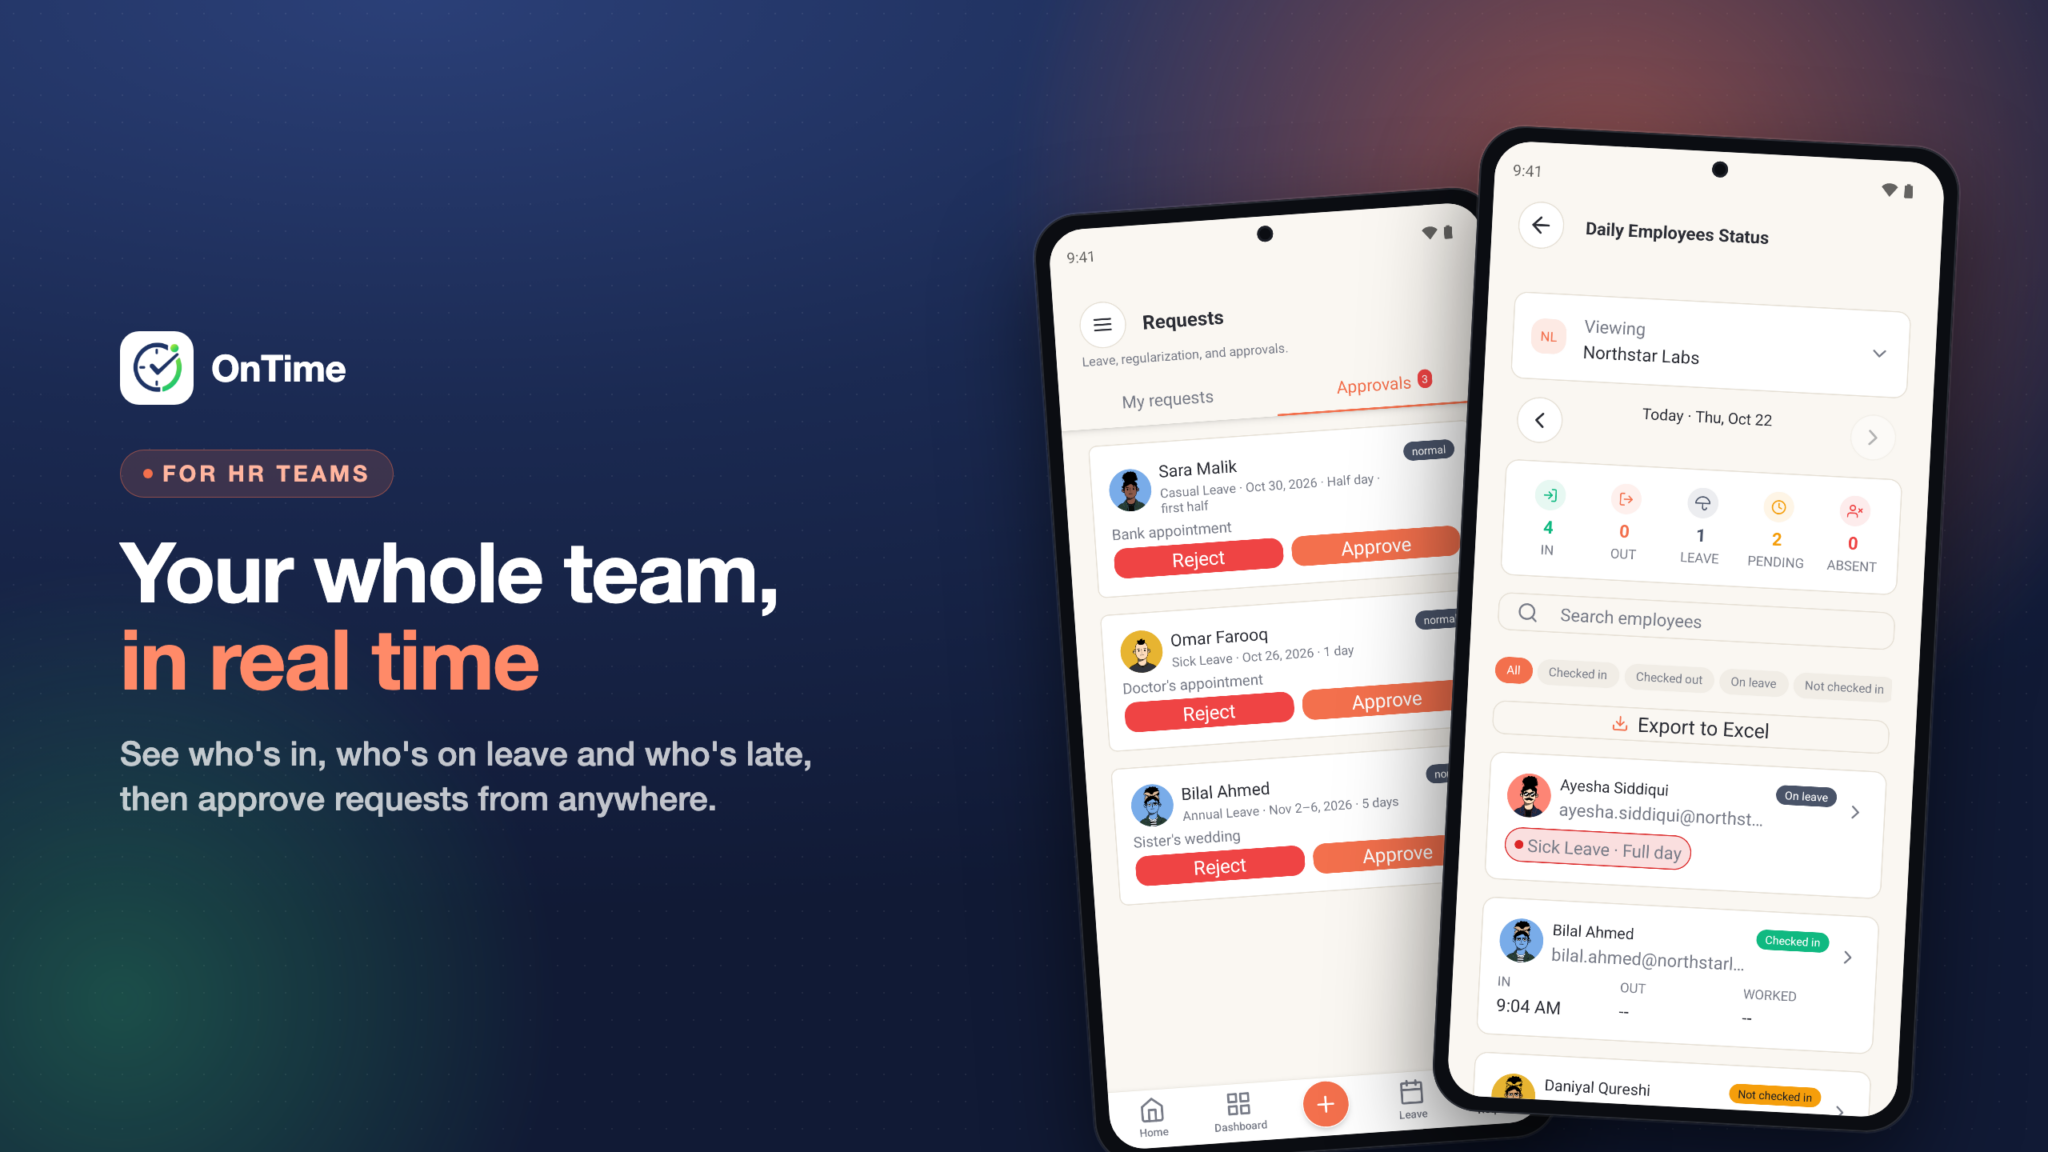 OnTime
• FOR HR TEAMS
Your whole team,
in real time
See who's in, who's on leave and who's late,
then approve requests from anywhere.
9:41
Requests
Leave, regularization, and approvals.
My requests
Approvals 3
Sara Malik
normal
Casual Leave · Oct 30, 2026 · Half day ·
first half
Bank appointment
Reject
Approve
Omar Farooq
norma
Sick Leave · Oct 26, 2026 · 1 day
Doctor's appointment
Reject
Approve
Bilal Ahmed
no
Annual Leave · Nov 2–6, 2026 · 5 days
Sister's wedding
Reject
Approve
Home
Dashboard
Leave
9:41
Daily Employees Status
NL
Viewing
Northstar Labs
Today · Thu, Oct 22
4
IN
0
OUT
1
LEAVE
2
PENDING
0
ABSENT
Search employees
All
Checked in
Checked out
On leave
Not checked in
Export to Excel
Ayesha Siddiqui
On leave
ayesha.siddiqui@northst...
Sick Leave · Full day
Bilal Ahmed
Checked in
bilal.ahmed@northstarl...
IN
OUT
WORKED
9:04 AM
--
--
Daniyal Qureshi
Not checked in